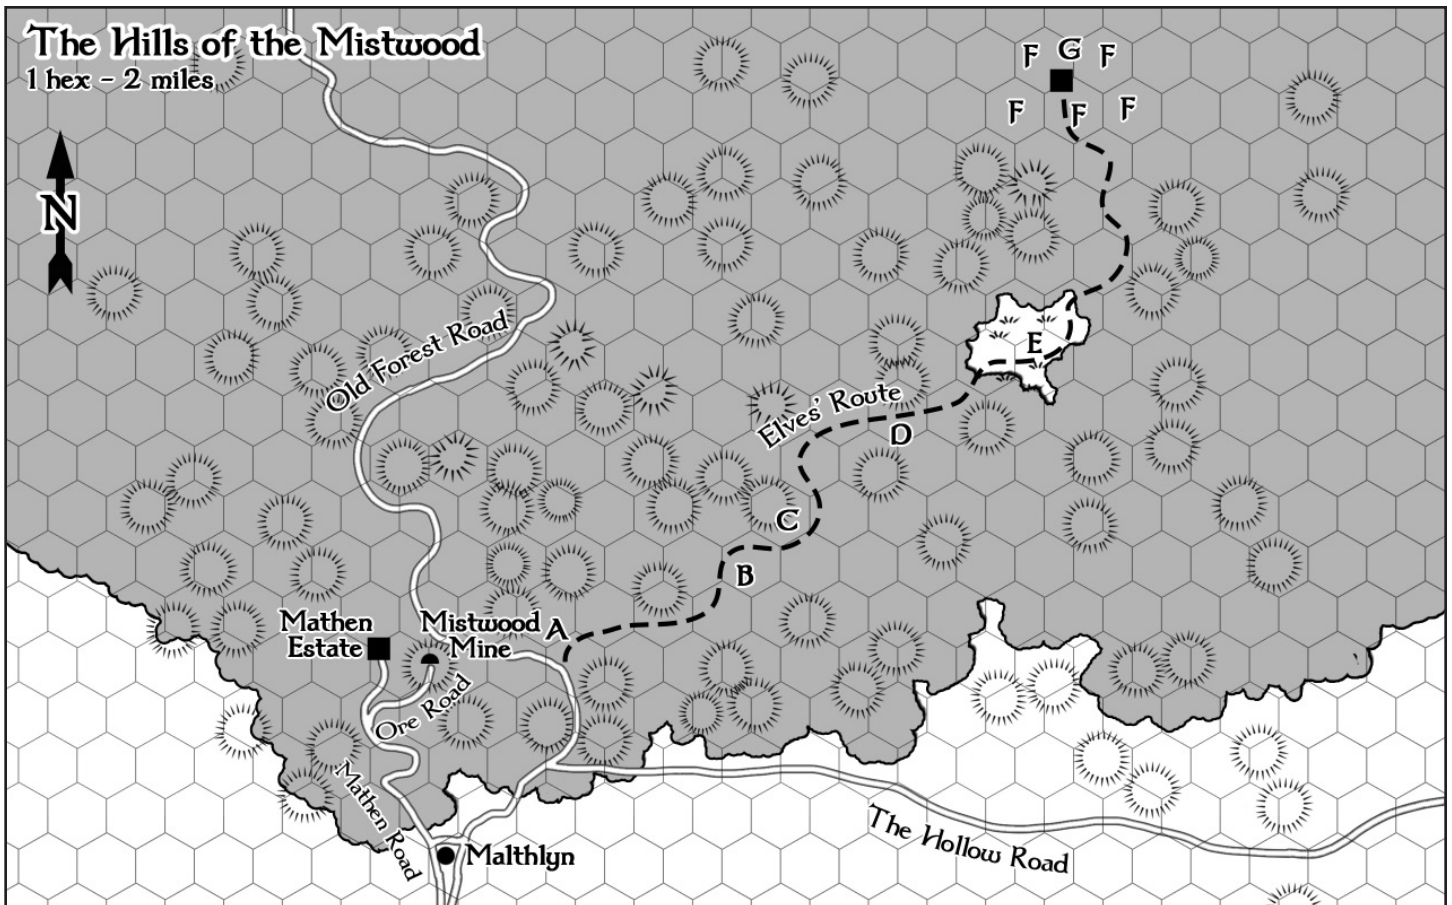 The Hills of the Mistwood
1 hex – 2 miles
F G F
F F F
N
Old Forest Road
E
Elves' Route
D
C
B
Mathen
Estate
Mistwood
Mine
A
Ore Road
Mathen Road
The Hollow Road
Malthlyn